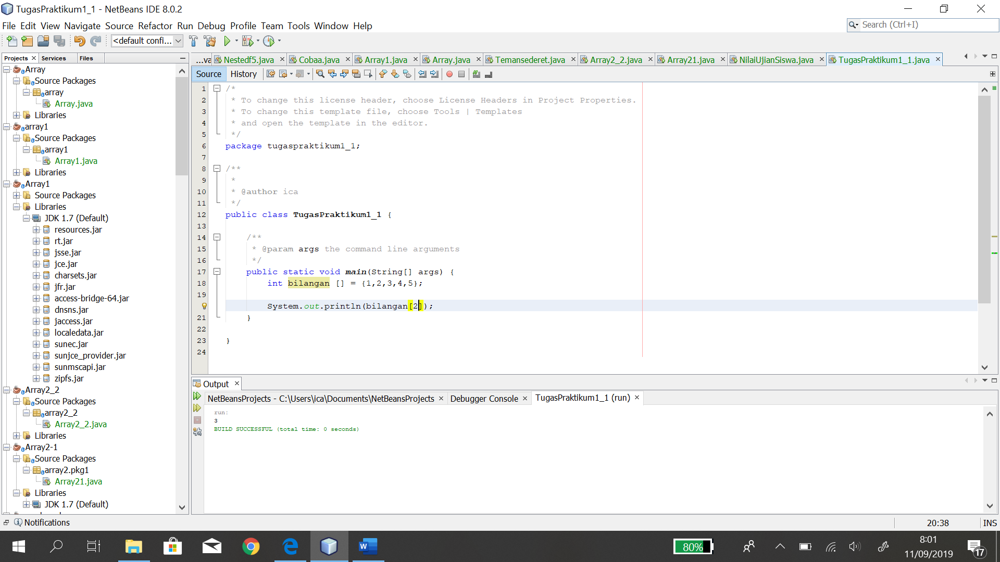 TugasPraktikum1_1 - NetBeans IDE 8.0.2
File Edit View Navigate Source Refactor Run Debug Profile Team Tools Window Help
Search (Ctrl+I)
<default confi...
Projects Services Files
Array
Source Packages
array
Array.java
Libraries
array1
Source Packages
array1
Array1.java
Libraries
Array1
Source Packages
Libraries
JDK 1.7 (Default)
resources.jar
rt.jar
jsse.jar
jce.jar
charsets.jar
jfr.jar
access-bridge-64.jar
dnsns.jar
jaccess.jar
localedata.jar
sunec.jar
sunjce_provider.jar
sunmscapi.jar
zipfs.jar
Array2_2
Source Packages
array2_2
Array2_2.java
Libraries
Array2-1
Source Packages
array2.pkg1
Array21.java
Libraries
JDK 1.7 (Default)
...va Nestedf5.java Cobaa.java Array1.java Array.java Temansederet.java Array2_2.java Array21.java NilaiUjianSiswa.java TugasPraktikum1_1.java
Source History
1 /*
2 * To change this license header, choose License Headers in Project Properties.
3 * To change this template file, choose Tools | Templates
4 * and open the template in the editor.
5 */
6 package tugaspraktikum1_1;
7
8 /**
9 *
10 * @author ica
11 */
12 public class TugasPraktikum1_1 {
13
14 /**
15 * @param args the command line arguments
16 */
17 public static void main(String[] args) {
18 int bilangan [] = {1,2,3,4,5};
19
System.out.println(bilangan[2]);
21 }
22
23 }
24
Output
NetBeansProjects - C:\Users\ica\Documents\NetBeansProjects Debugger Console TugasPraktikum1_1 (run)
run:
3
BUILD SUCCESSFUL (total time: 0 seconds)
Notifications
20:38 INS
80%
8:01
11/09/2019
17